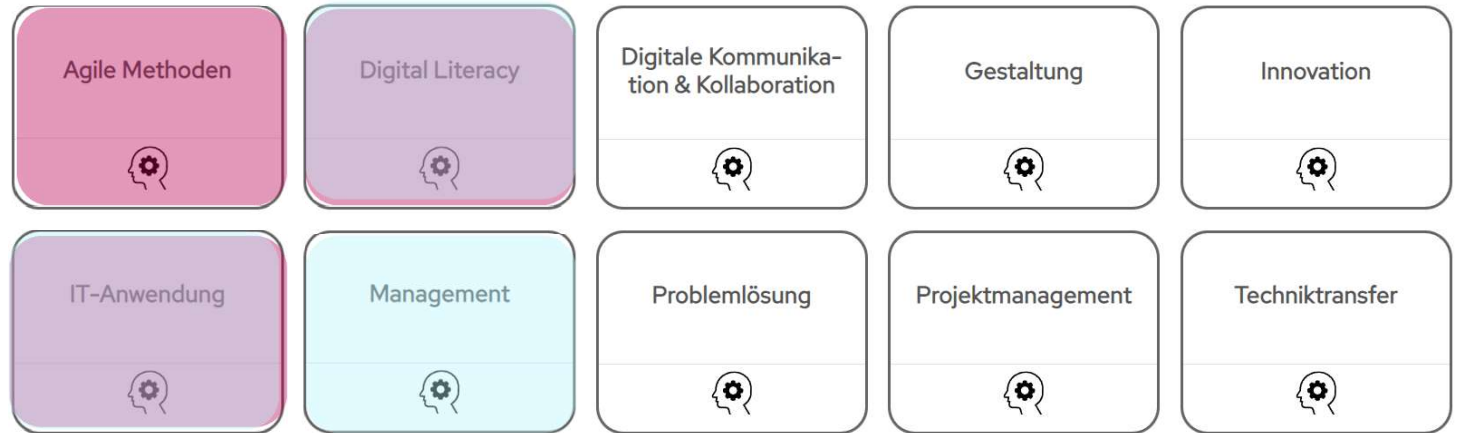 Agile Methoden
Digital Literacy
Digitale Kommunika-
tion & Kollaboration
Gestaltung
Innovation
IT-Anwendung
Management
Problemlösung
Projektmanagement
Techniktransfer